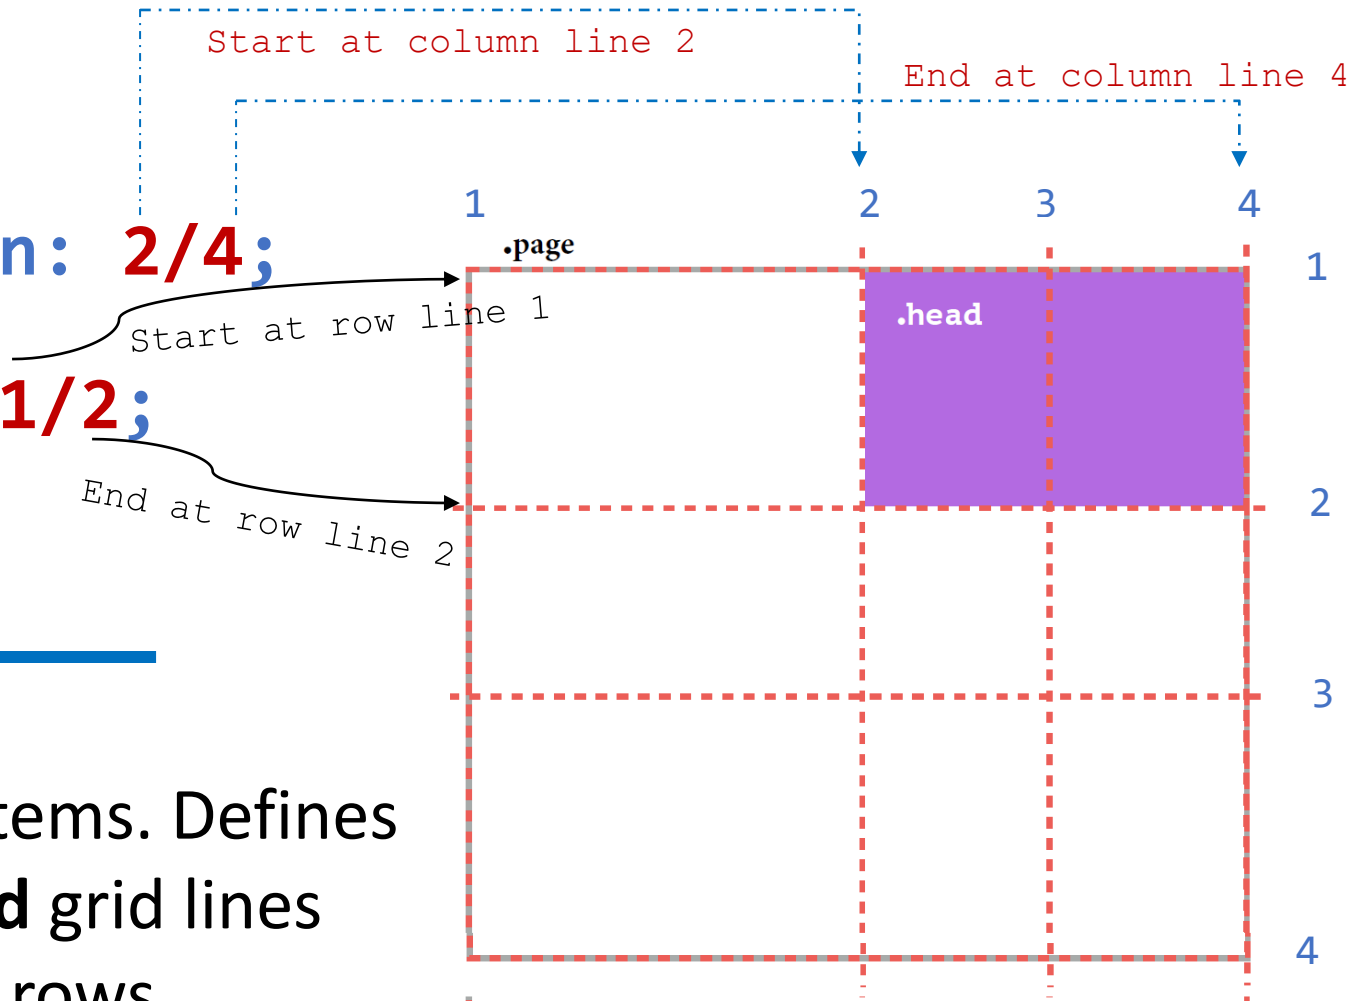 Start at column line 2
End at column line 4
1 2 3 4
n: 2/4;
.page
1
Start at row line 1
.head
1/2;
End at row line 2
2
3
tems. Defines
d grid lines
4
rows